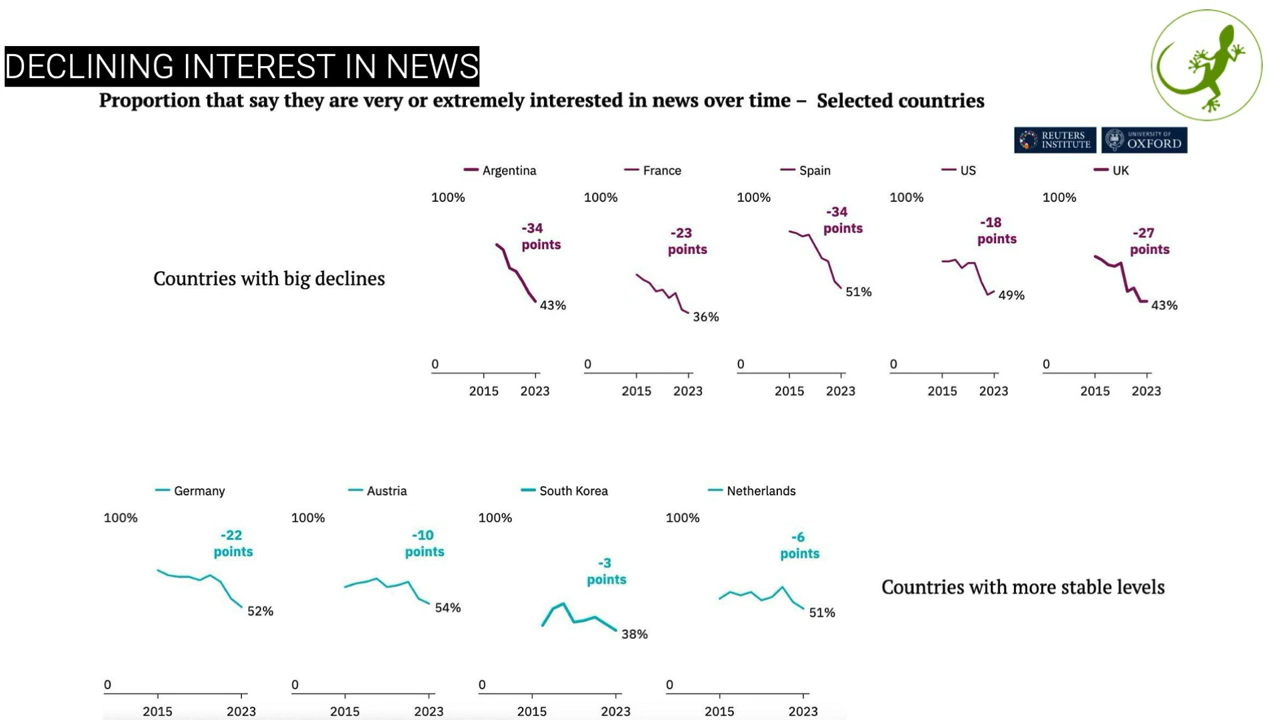 DECLINING INTEREST IN NEWS
Proportion that say they are very or extremely interested in news over time – Selected countries
REUTERS
INSTITUTE
UNIVERSITY OF
OXFORD
Argentina
France
Spain
US
UK
100%
100%
100%
100%
100%
-34
points
-23
points
-34
points
-18
points
-27
points
Countries with big declines
43%
36%
51%
49%
43%
0
0
0
0
0
2015 2023
2015 2023
2015 2023
2015 2023
2015 2023
Germany
Austria
South Korea
Netherlands
100%
100%
100%
100%
-22
points
-10
points
-3
points
-6
points
Countries with more stable levels
52%
54%
38%
51%
0
0
0
0
2015 2023
2015 2023
2015 2023
2015 2023